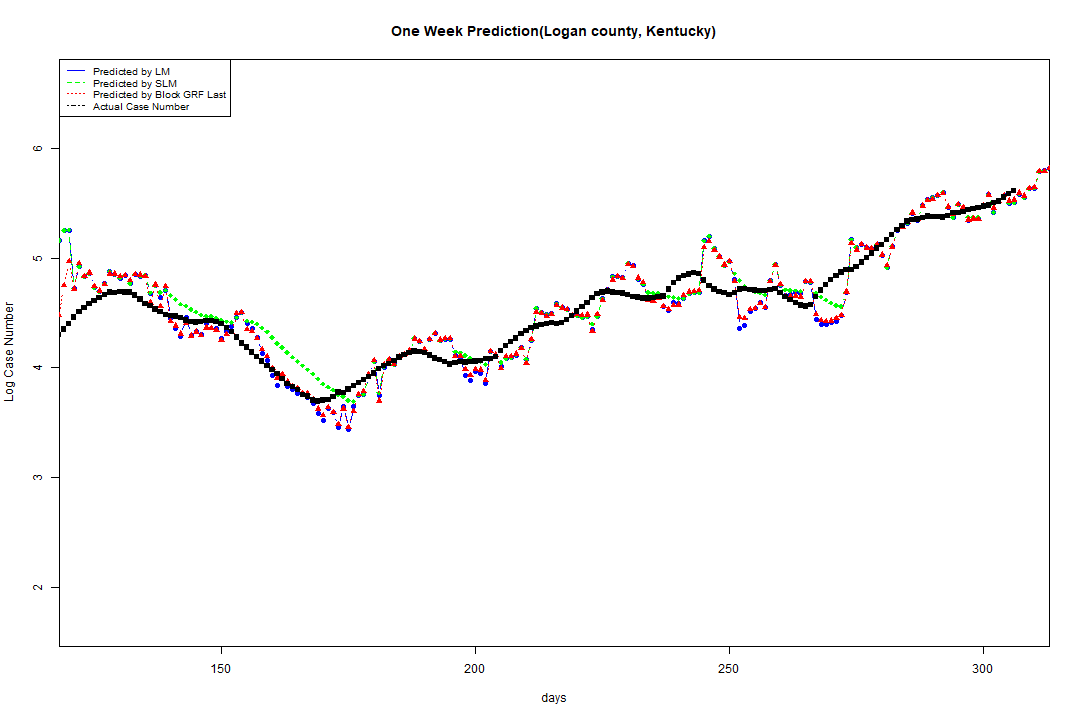 One Week Prediction(Logan county, Kentucky)
Predicted by LM
Predicted by SLM
Predicted by Block GRF Last
Actual Case Number
Log Case Number
6
5
4
3
2
150 200 250 300
days